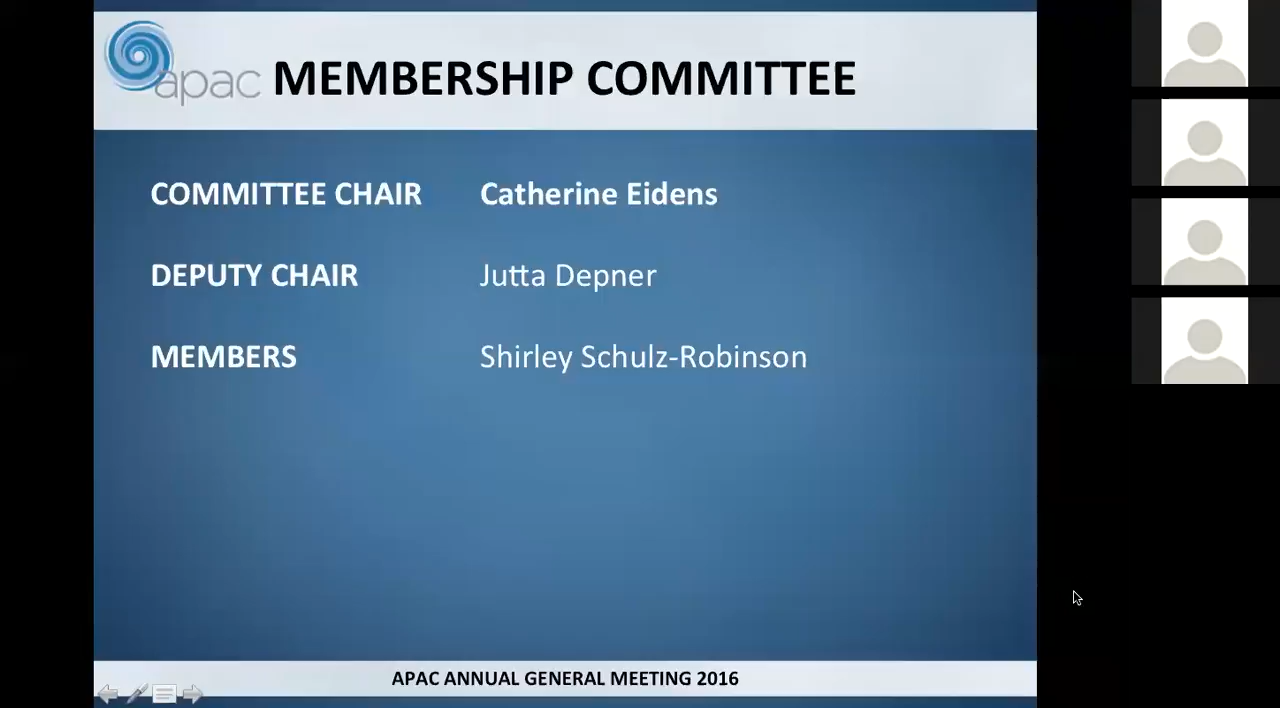 apac MEMBERSHIP COMMITTEE
COMMITTEE CHAIR Catherine Eidens
DEPUTY CHAIR Jutta Depner
MEMBERS Shirley Schulz-Robinson
APAC ANNUAL GENERAL MEETING 2016